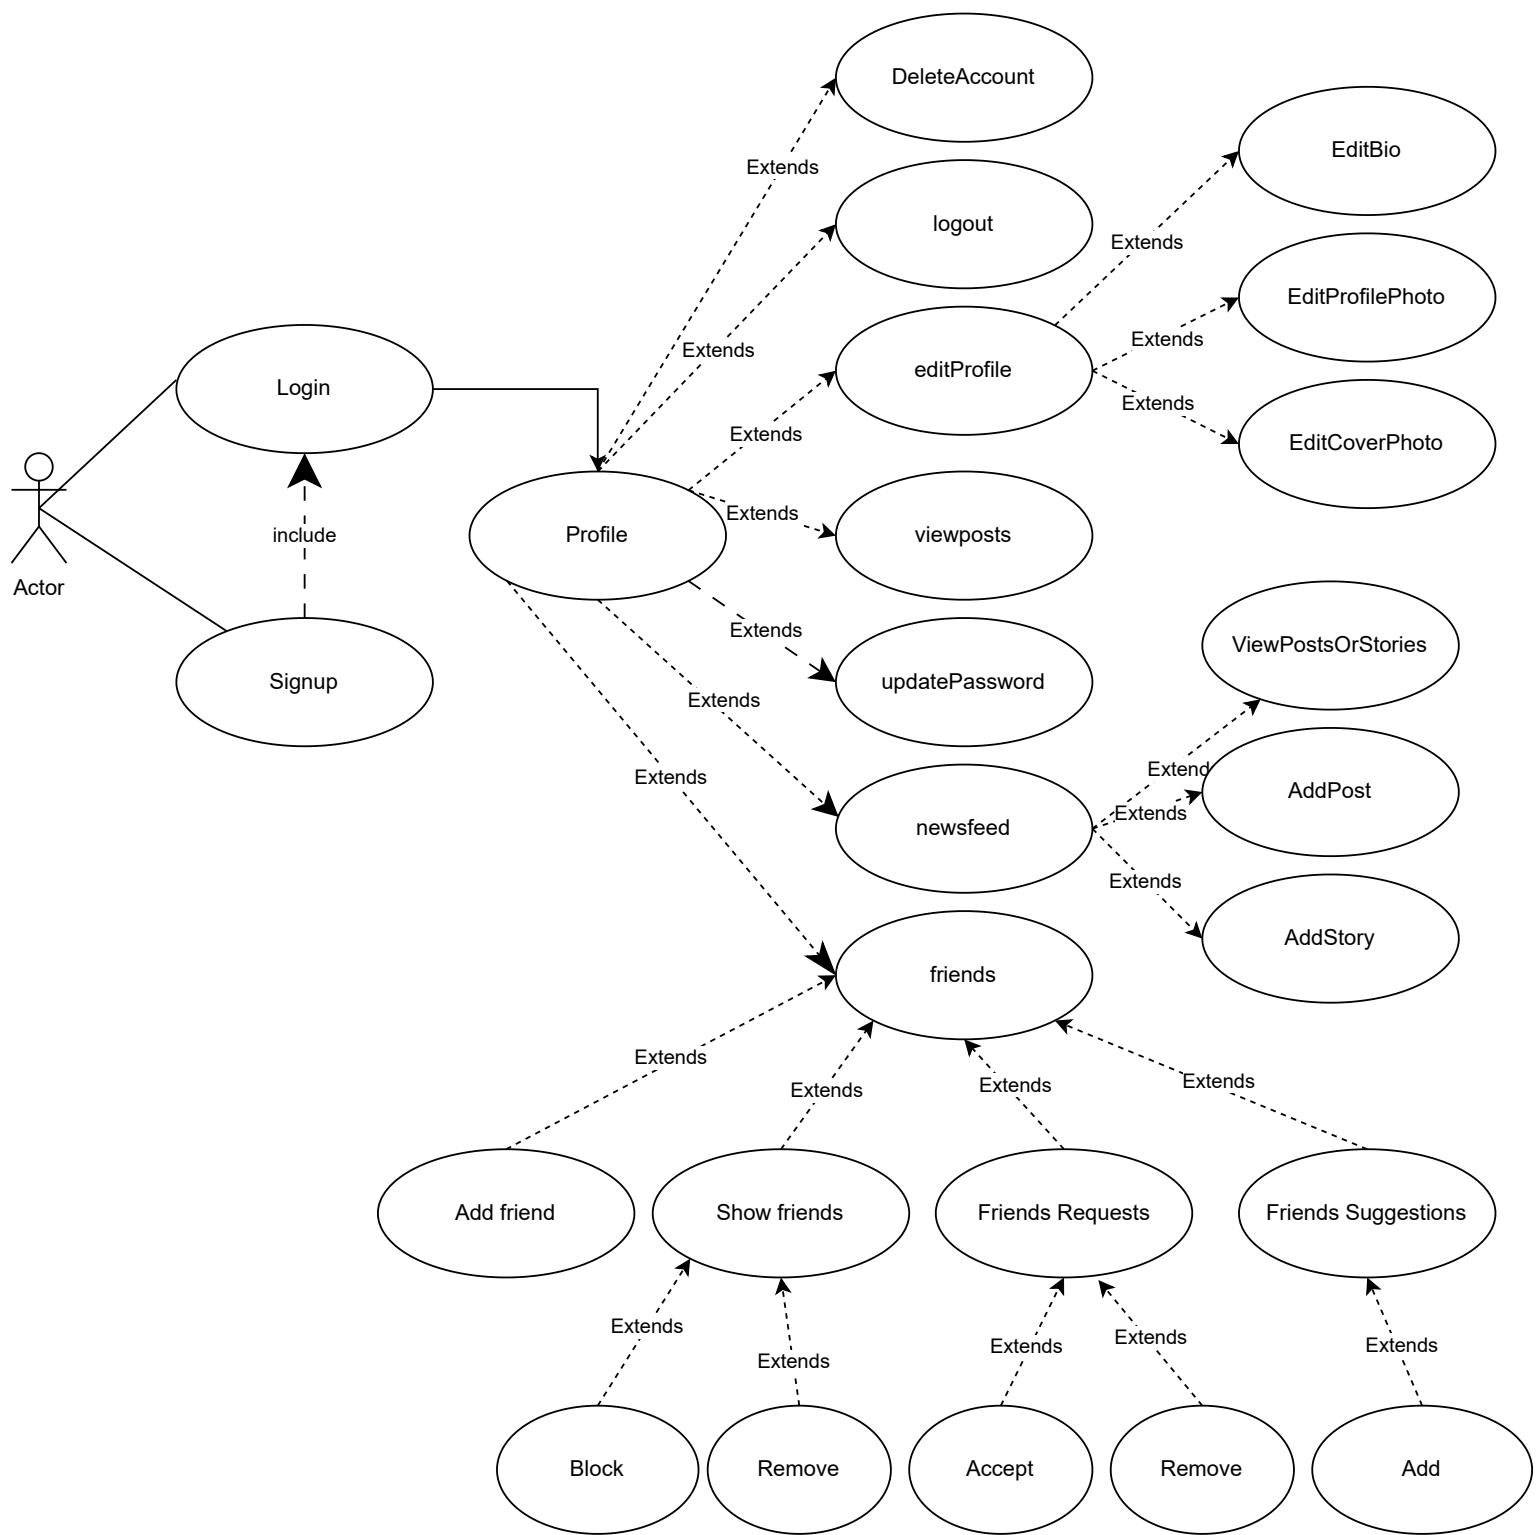 DeleteAccount
EditBio
Extends
logout
Extends
EditProfilePhoto
Extends
Extends
editProfile
Login
Extends
Extends
EditCoverPhoto
Extends
viewposts
include
Profile
Actor
Extends
ViewPostsOrStories
Signup
updatePassword
Extends
Extends
Extend
AddPost
Extends
newsfeed
Extends
AddStory
friends
Extends
Extends
Extends
Extends
Add friend
Show friends
Friends Requests
Friends Suggestions
Extends
Extends
Extends
Extends
Extends
Block
Remove
Accept
Remove
Add